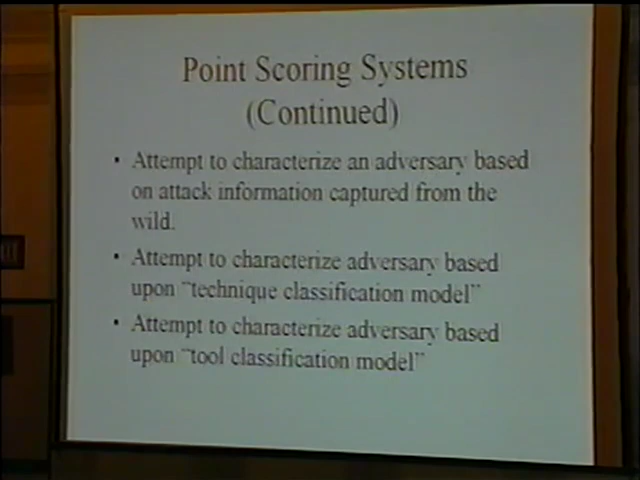 Point Scoring Systems
(Continued)
• Attempt to characterize an adversary based
on attack information captured from the
wild.
• Attempt to characterize adversary based
upon "technique classification model"
• Attempt to characterize adversary based
upon "tool classification model"